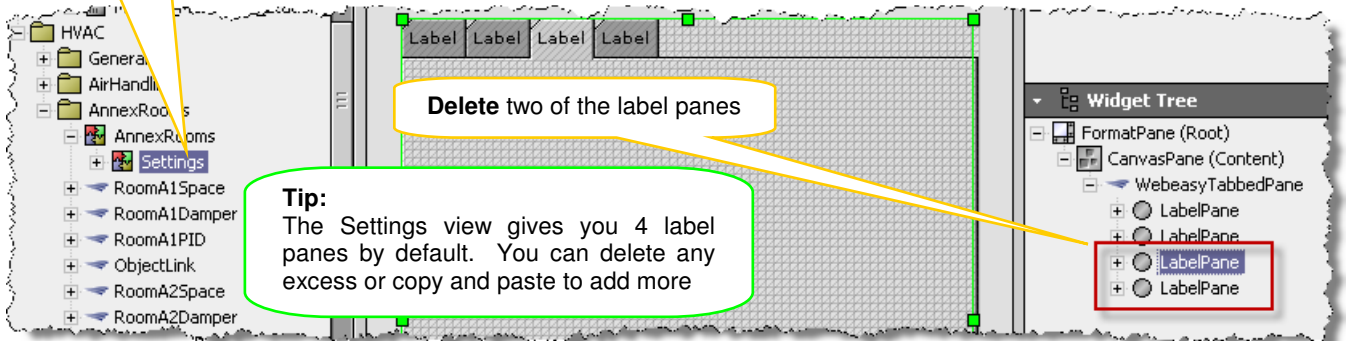 HVAC
General
AirHandli
AnnexRooms
AnnexRooms
Settings
RoomA1Space
RoomA1Damper
RoomA1PID
ObjectLink
RoomA2Space
RoomA2Damper
Label Label Label Label
Delete two of the label panes
Tip:
The Settings view gives you 4 label
panes by default. You can delete any
excess or copy and paste to add more
Widget Tree
FormatPane (Root)
CanvasPane (Content)
WebeasyTabbedPane
LabelPane
LabelPane
LabelPane
LabelPane